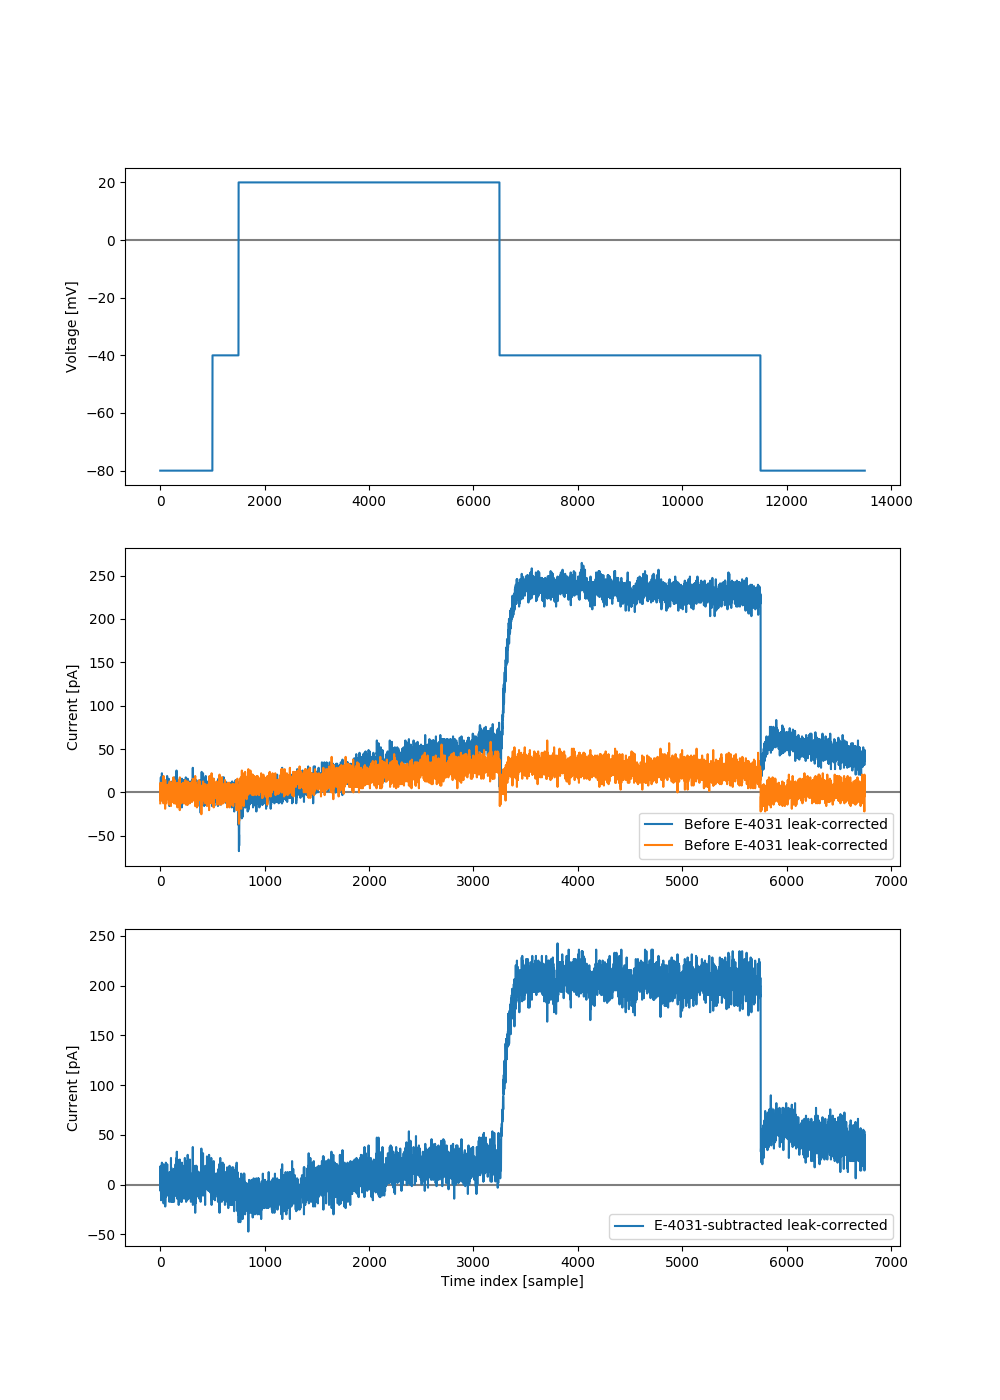 Voltage [mV]
20
0
−20
−40
−60
−80
0 2000 4000 6000 8000 10000 12000 14000
Current [pA]
250
200
150
100
50
0
−50
Before E-4031 leak-corrected
Before E-4031 leak-corrected
0 1000 2000 3000 4000 5000 6000 7000
Current [pA]
250
200
150
100
50
0
−50
E-4031-subtracted leak-corrected
0 1000 2000 3000 4000 5000 6000 7000
Time index [sample]